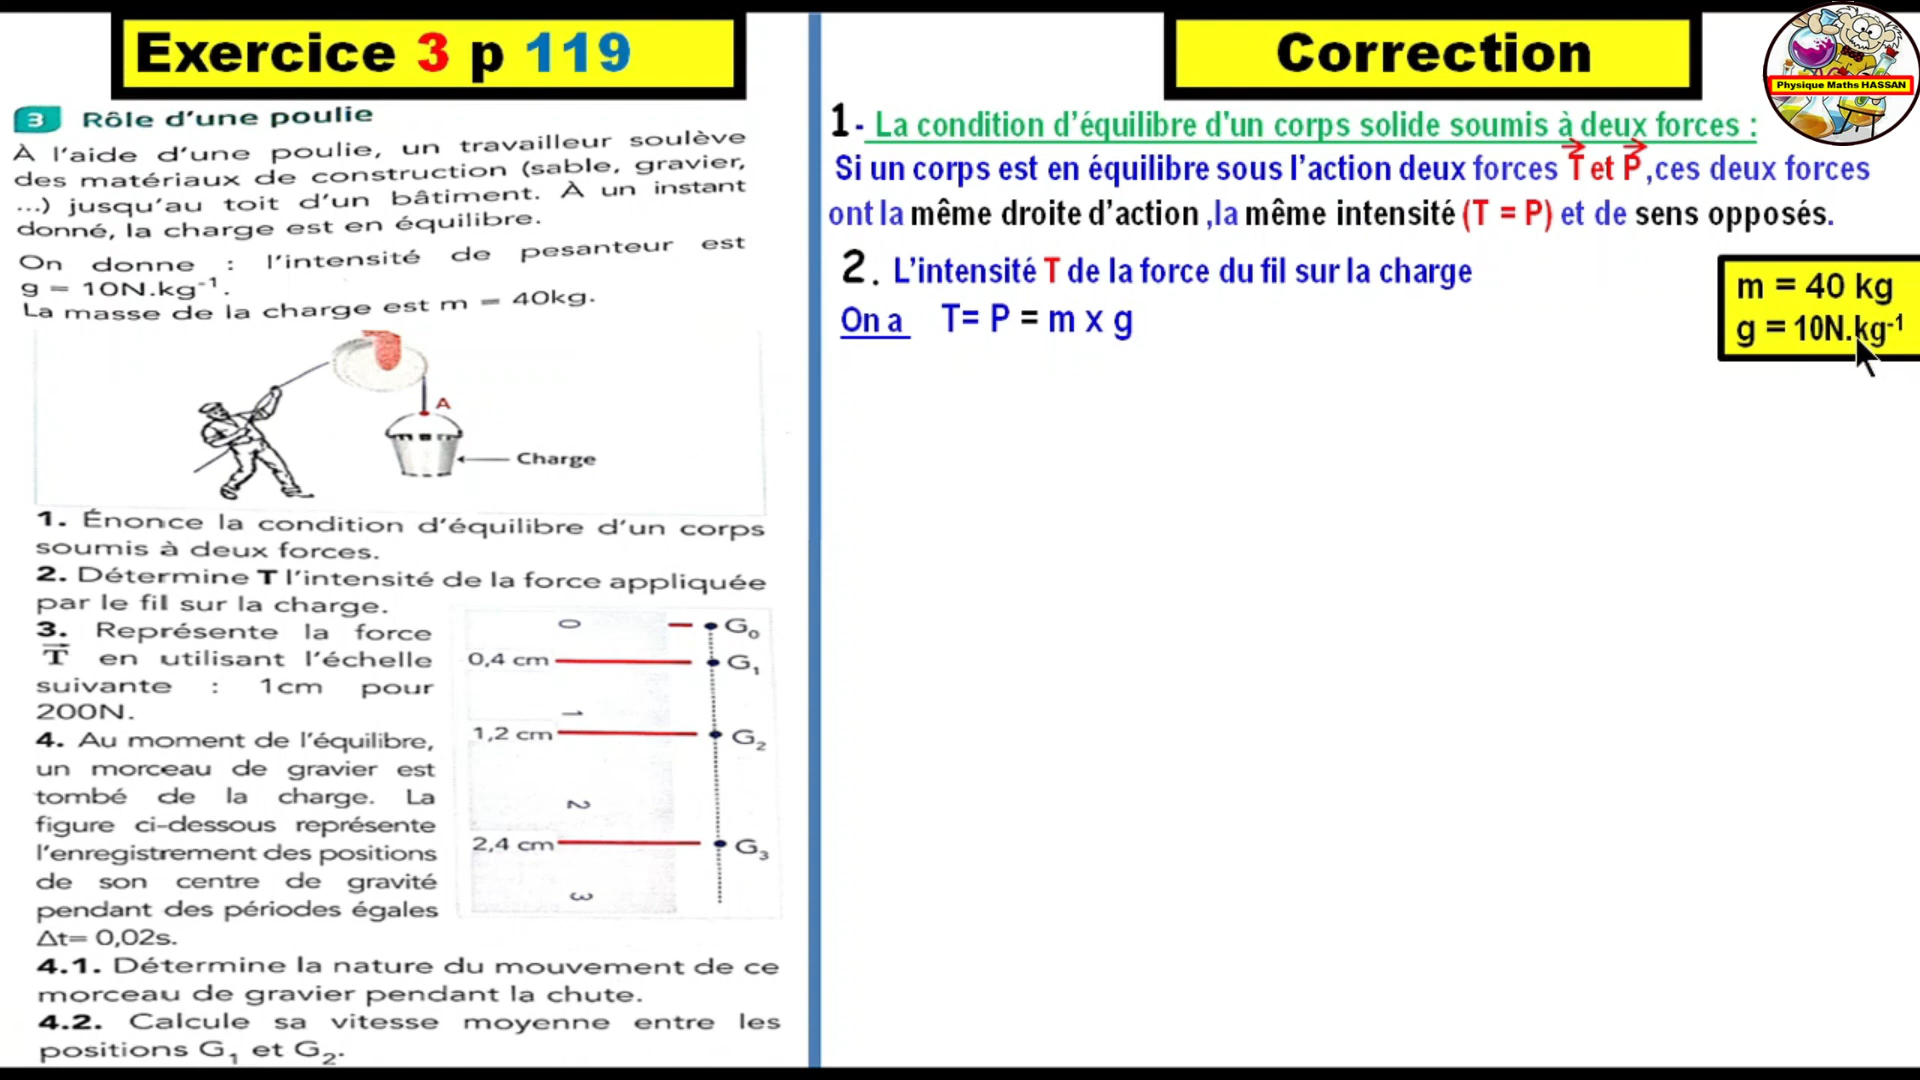 Exercice 3 p 119
3 Rôle d'une poulie
À l'aide d'une poulie, un travailleur soulève
des matériaux de construction (sable, gravier,
...) jusqu'au toit d'un bâtiment. À un instant
donné, la charge est en équilibre.
On donne : l'intensité de pesanteur est
g = 10N.kg⁻¹.
La masse de la charge est m = 40kg.
A
Charge
1. Énonce la condition d'équilibre d'un corps
soumis à deux forces.
2. Détermine T l'intensité de la force appliquée
par le fil sur la charge.
3. Représente la force
T⃗ en utilisant l'échelle
suivante : 1cm pour
200N.
4. Au moment de l'équilibre,
un morceau de gravier est
tombé de la charge. La
figure ci-dessous représente
l'enregistrement des positions
de son centre de gravité
pendant des périodes égales
Δt= 0,02s.
0 G₀
0,4 cm G₁
1
1,2 cm G₂
2
2,4 cm G₃
3
4.1. Détermine la nature du mouvement de ce
morceau de gravier pendant la chute.
4.2. Calcule sa vitesse moyenne entre les
positions G₁ et G₂.
Correction
Physique Maths HASSAN
1- La condition d'équilibre d'un corps solide soumis à deux forces :
Si un corps est en équilibre sous l'action deux forces T⃗ et P⃗ ,ces deux forces
ont la même droite d'action ,la même intensité (T = P) et de sens opposés.
2. L'intensité T de la force du fil sur la charge
On a T= P = m x g
m = 40 kg
g = 10N.kg⁻¹